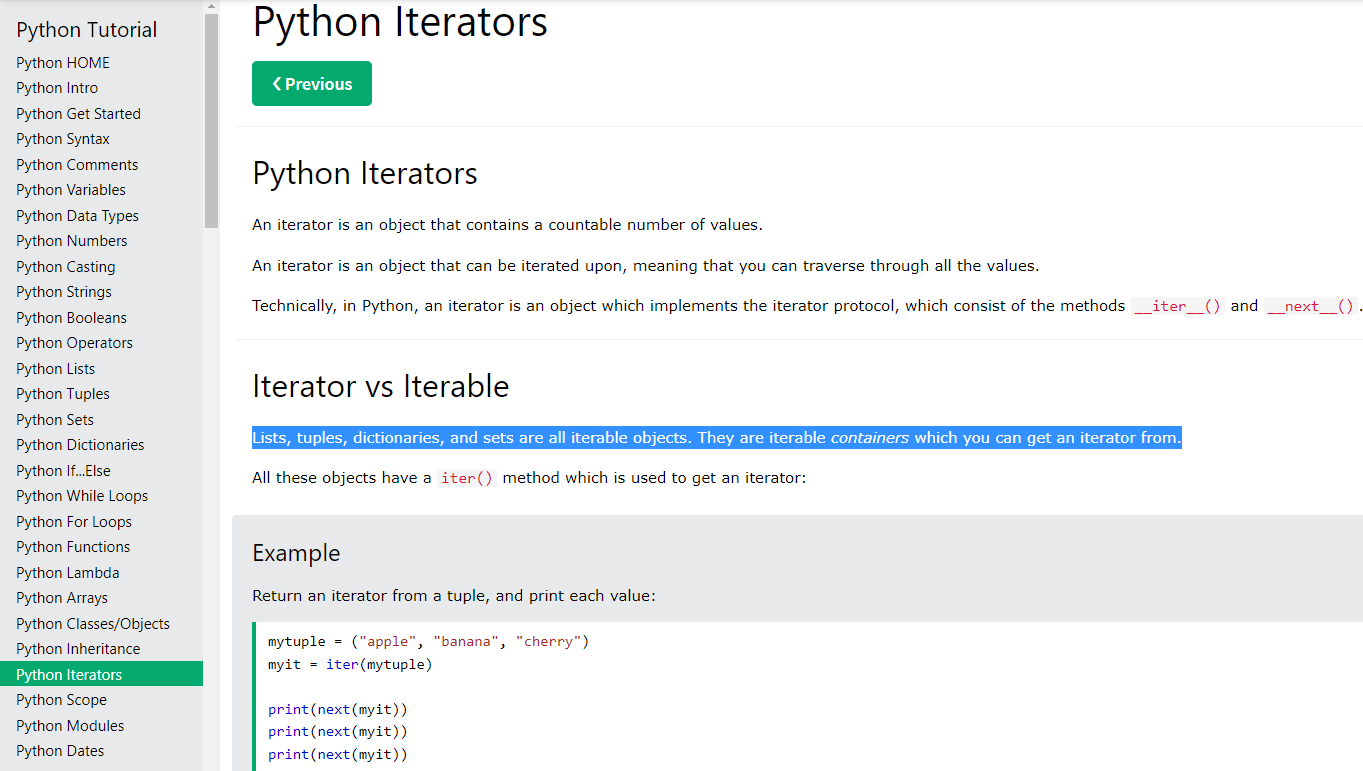 Python Tutorial
Python HOME
Python Intro
Python Get Started
Python Syntax
Python Comments
Python Variables
Python Data Types
Python Numbers
Python Casting
Python Strings
Python Booleans
Python Operators
Python Lists
Python Tuples
Python Sets
Python Dictionaries
Python If...Else
Python While Loops
Python For Loops
Python Functions
Python Lambda
Python Arrays
Python Classes/Objects
Python Inheritance
Python Iterators
Python Scope
Python Modules
Python Dates
Python Iterators
❮ Previous
Python Iterators
An iterator is an object that contains a countable number of values.
An iterator is an object that can be iterated upon, meaning that you can traverse through all the values.
Technically, in Python, an iterator is an object which implements the iterator protocol, which consist of the methods __iter__() and __next__().
Iterator vs Iterable
Lists, tuples, dictionaries, and sets are all iterable objects. They are iterable containers which you can get an iterator from.
All these objects have a iter() method which is used to get an iterator:
Example
Return an iterator from a tuple, and print each value:
mytuple = ("apple", "banana", "cherry")
myit = iter(mytuple)
print(next(myit))
print(next(myit))
print(next(myit))